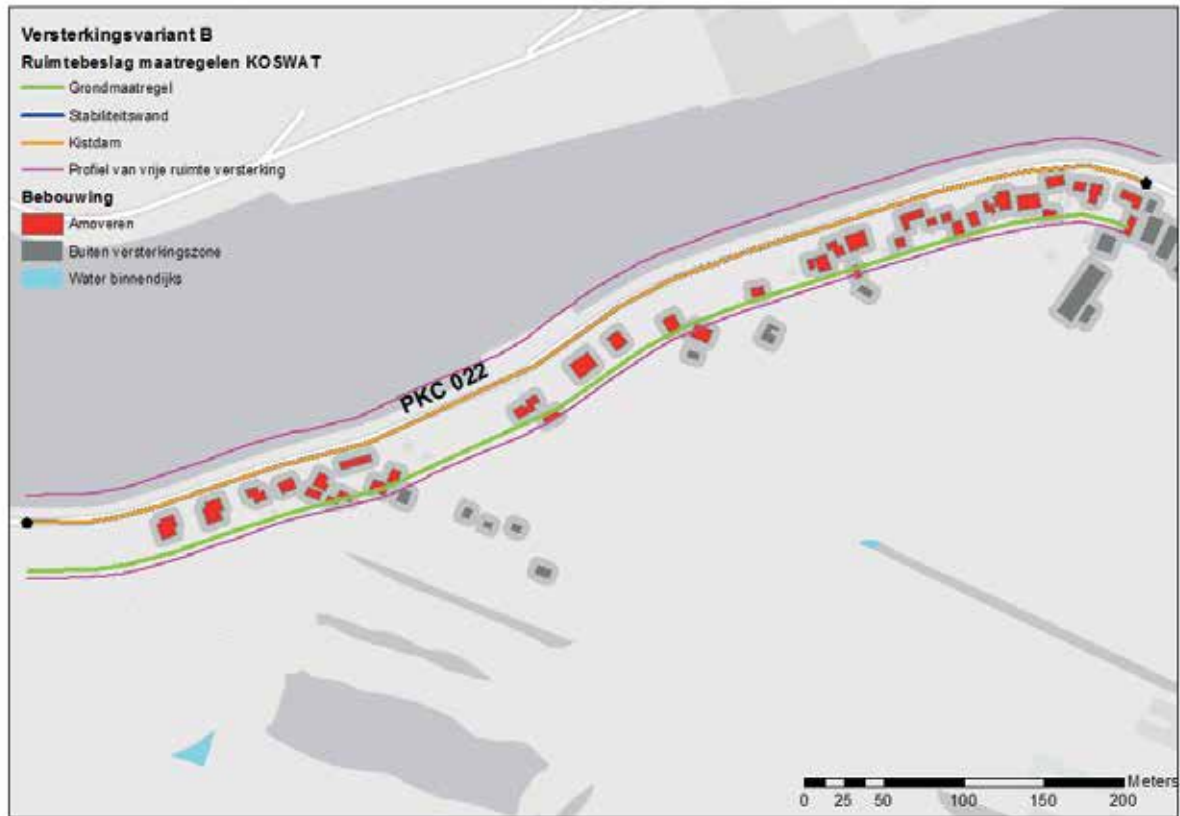 Versterkingsvariant B
Ruimtebeslag maatregelen KOSWAT
Grondmaatregel
Stabiliteitswand
Kistdam
Profiel van vrije ruimte versterking
Bebouwing
Amoveren
Buiten versterkingszone
Water binnendijks
PKC 022
Meters
0 25 50 100 150 200